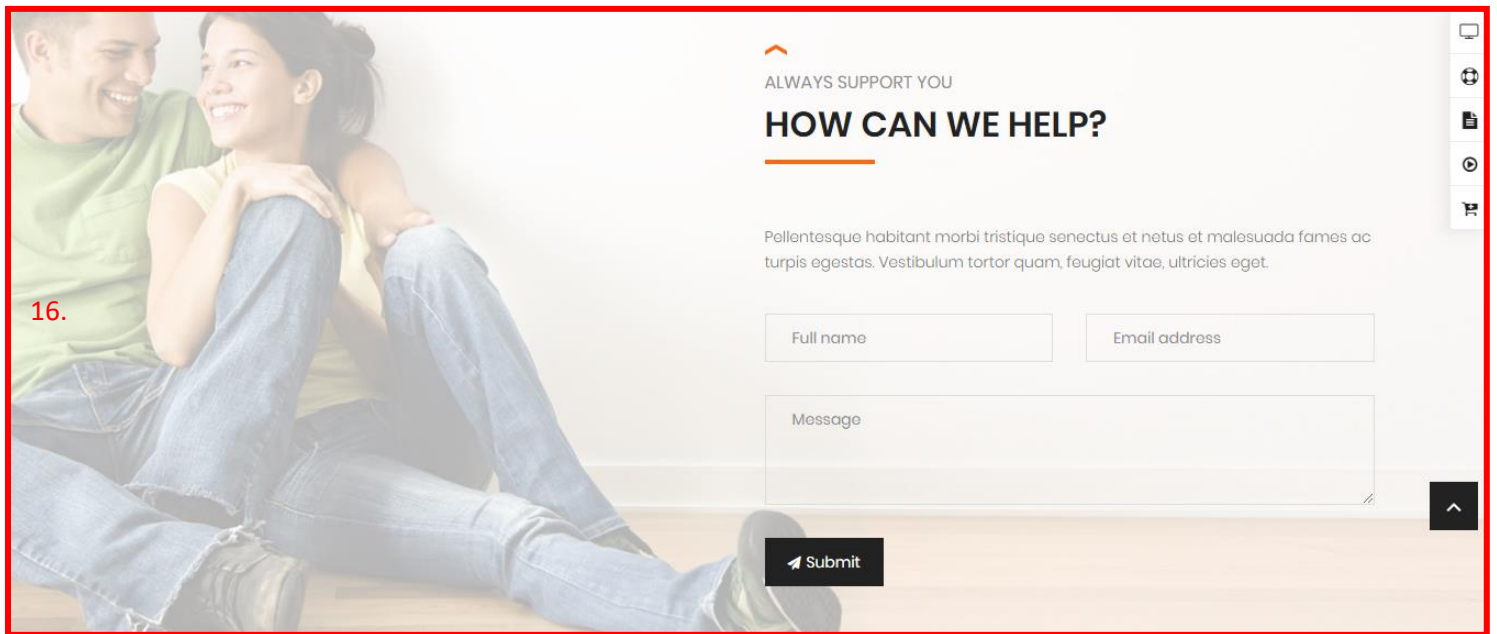 ALWAYS SUPPORT YOU
HOW CAN WE HELP?
Pellentesque habitant morbi tristique senectus et netus et malesuada fames ac
turpis egestas. Vestibulum tortor quam, feugiat vitae, ultricies eget.
16.
Full name
Email address
Message
Submit